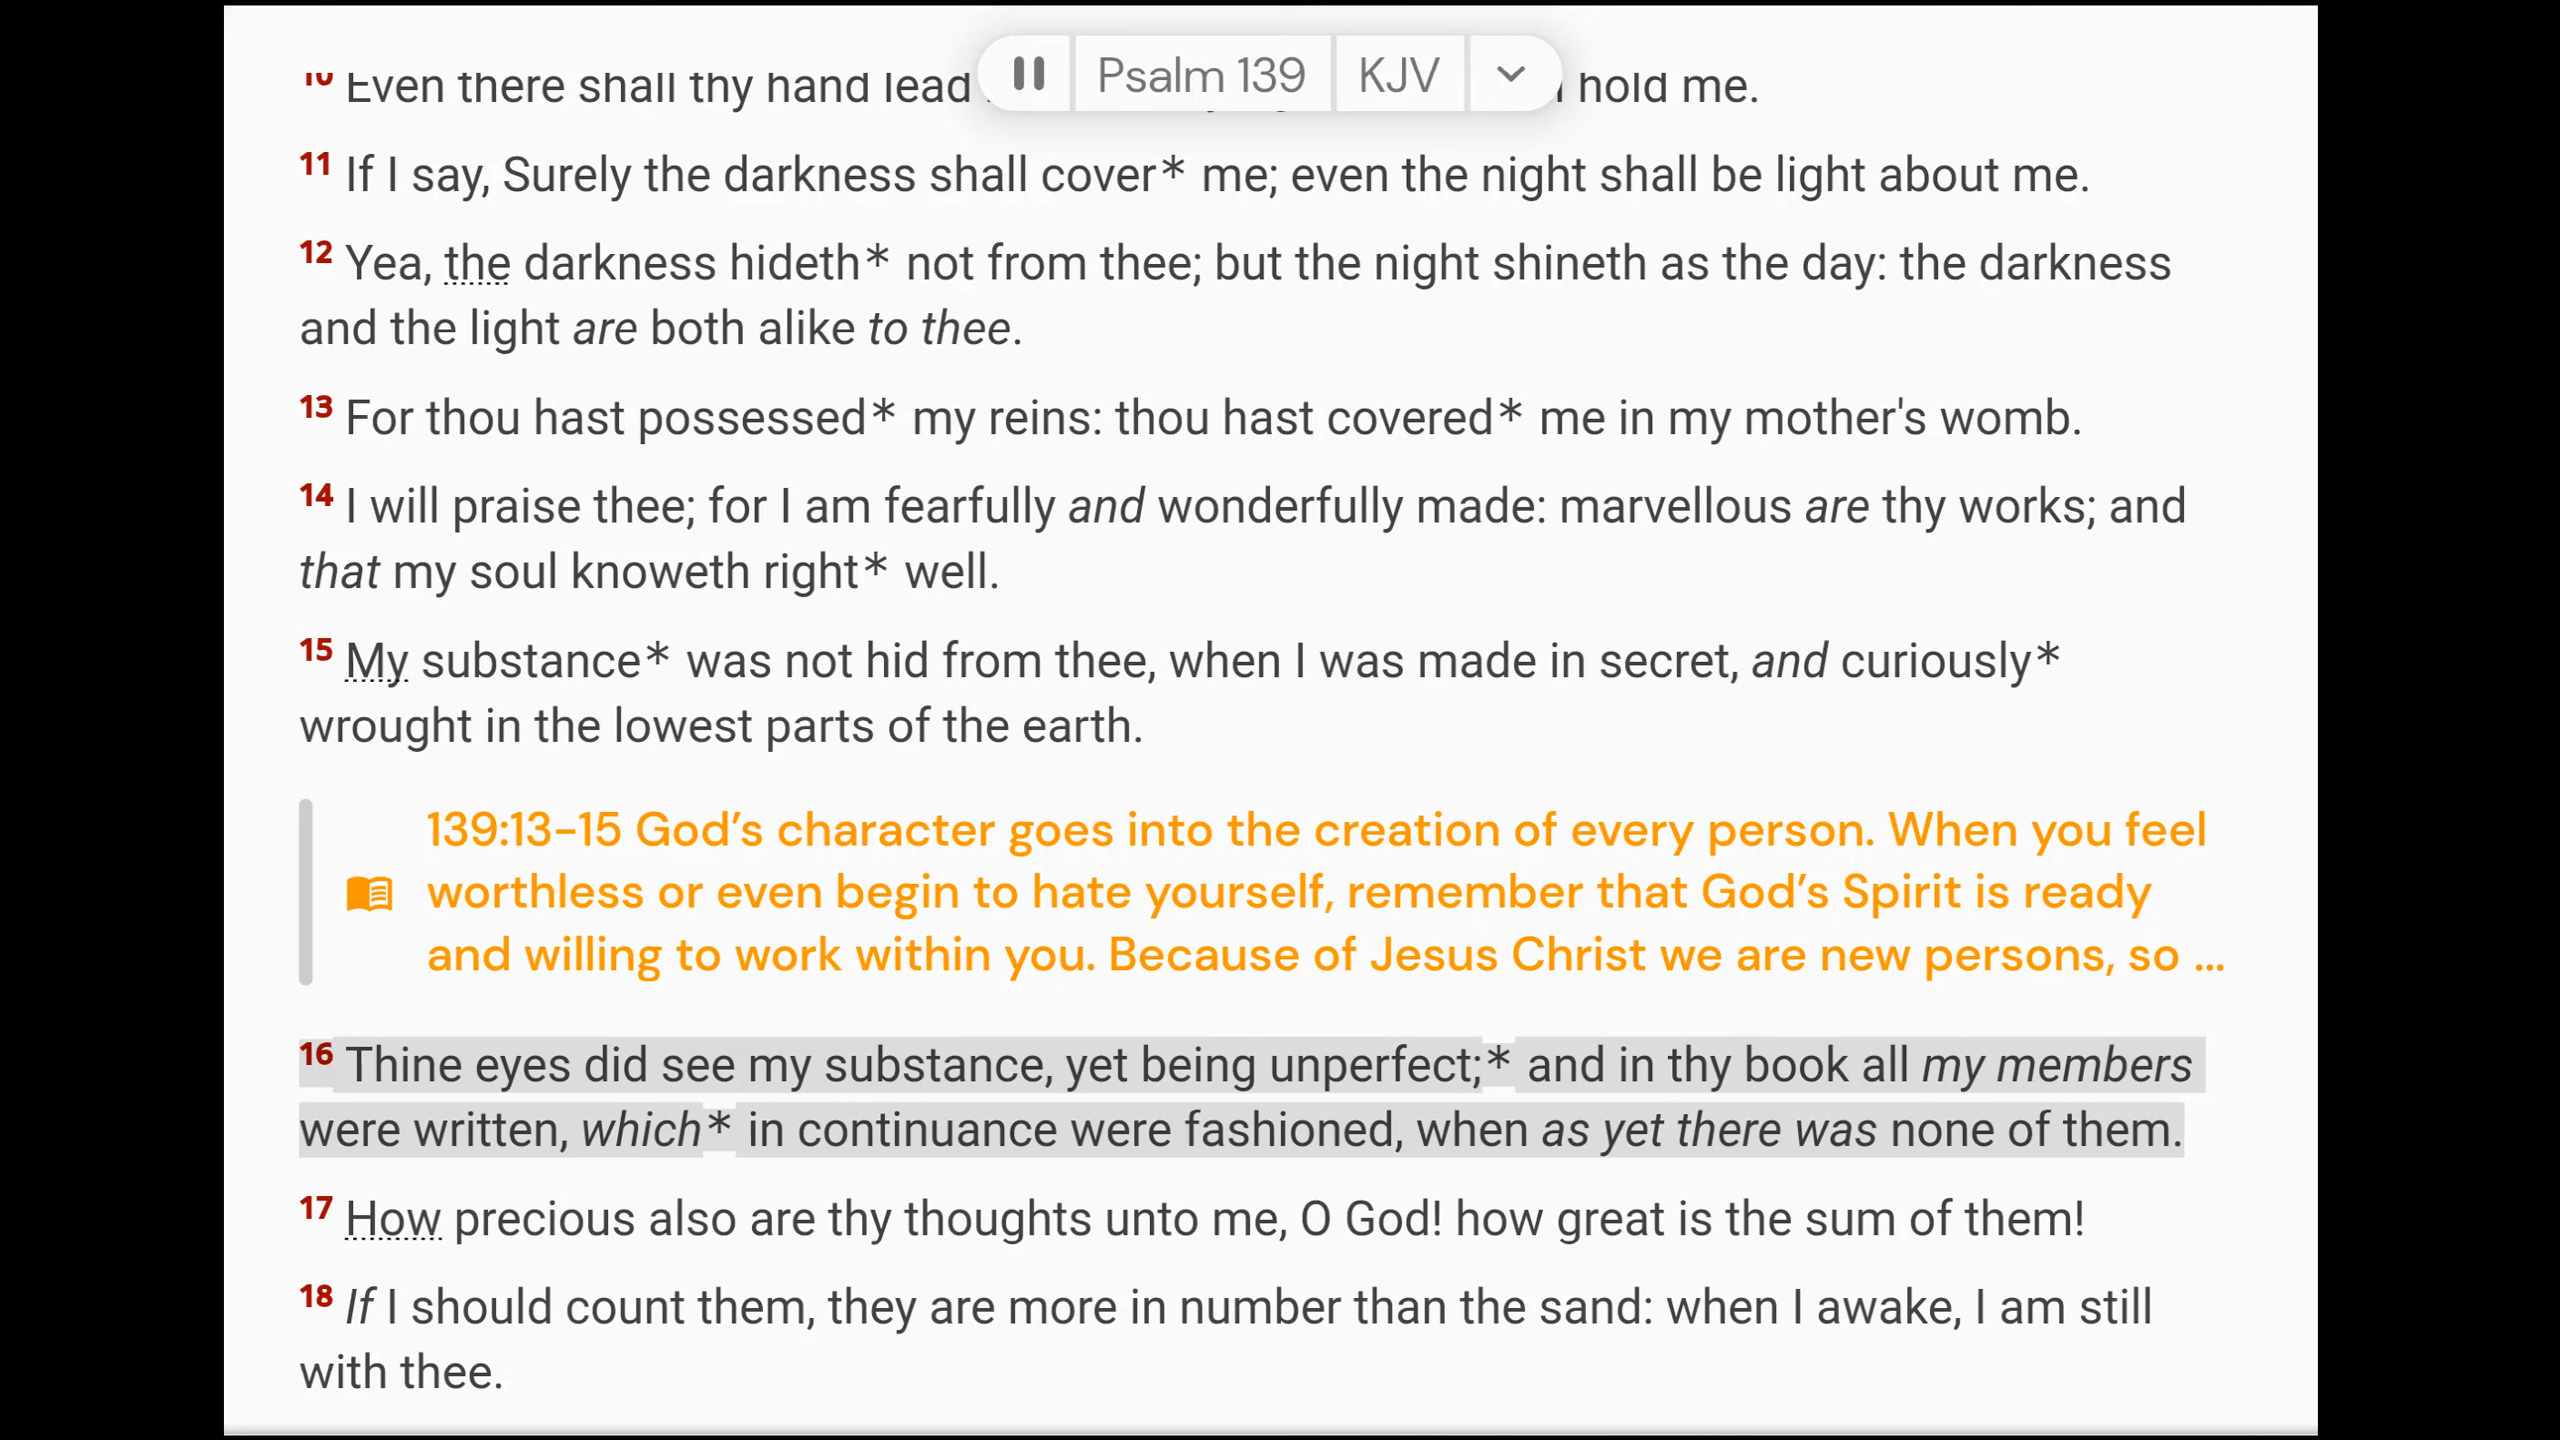 Psalm 139 KJV
10 Even there shall thy hand lead hold me.
11 If I say, Surely the darkness shall cover* me; even the night shall be light about me.
12 Yea, the darkness hideth* not from thee; but the night shineth as the day: the darkness
and the light are both alike to thee.
13 For thou hast possessed* my reins: thou hast covered* me in my mother's womb.
14 I will praise thee; for I am fearfully and wonderfully made: marvellous are thy works; and
that my soul knoweth right* well.
15 My substance* was not hid from thee, when I was made in secret, and curiously*
wrought in the lowest parts of the earth.
139:13–15 God’s character goes into the creation of every person. When you feel
worthless or even begin to hate yourself, remember that God’s Spirit is ready
and willing to work within you. Because of Jesus Christ we are new persons, so ...
16 Thine eyes did see my substance, yet being unperfect;* and in thy book all my members
were written, which* in continuance were fashioned, when as yet there was none of them.
17 How precious also are thy thoughts unto me, O God! how great is the sum of them!
18 If I should count them, they are more in number than the sand: when I awake, I am still
with thee.